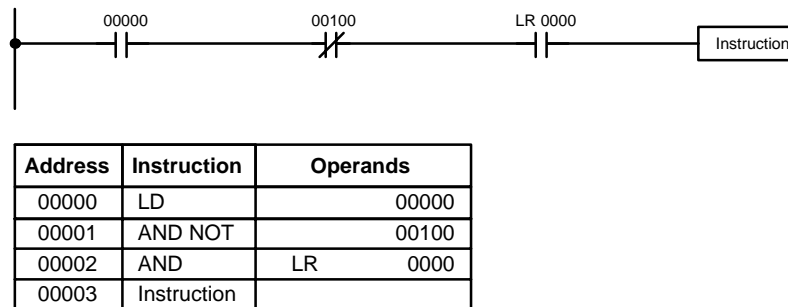 00000 00100 LR 0000
Instruction
Address Instruction Operands
00000 LD 00000
00001 AND NOT 00100
00002 AND LR 0000
00003 Instruction